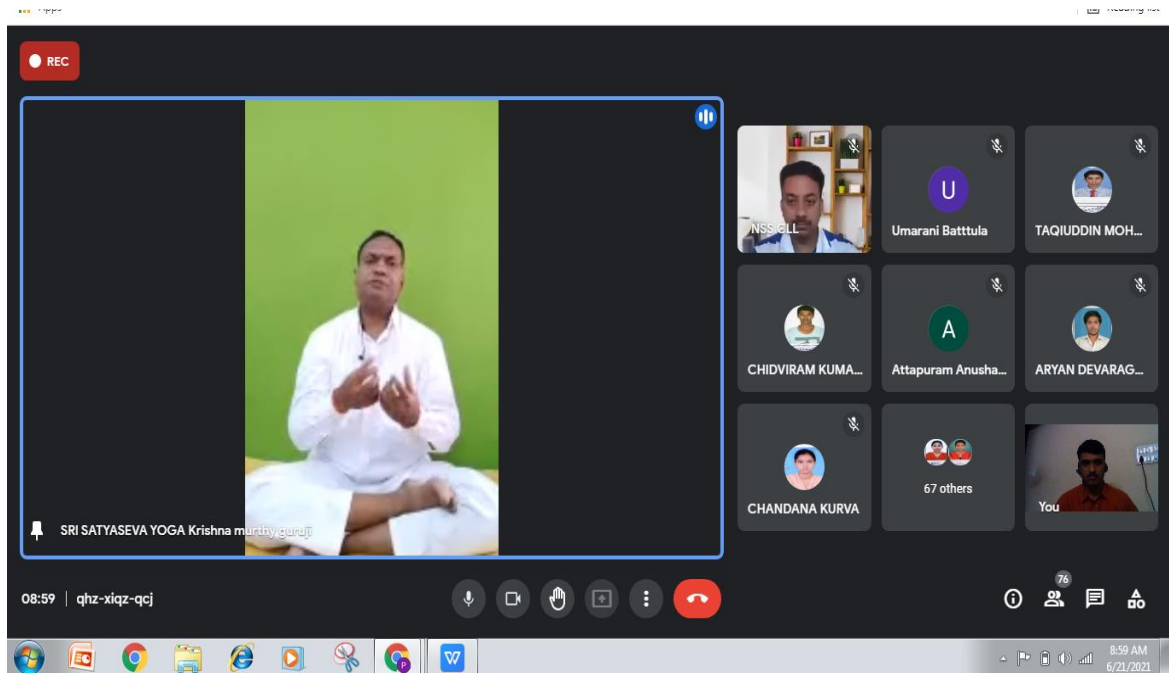 REC
NSS CLL
U
Umarani Batttula
TAQIUDDIN MOH...
CHIDVIRAM KUMA...
A
Attapuram Anusha...
ARYAN DEVARAG...
CHANDANA KURVA
67 others
You
SRI SATYASEVA YOGA Krishna murthy guruji
08:59 | qhz-xiqz-qcj
76
8:59 AM
6/21/2021